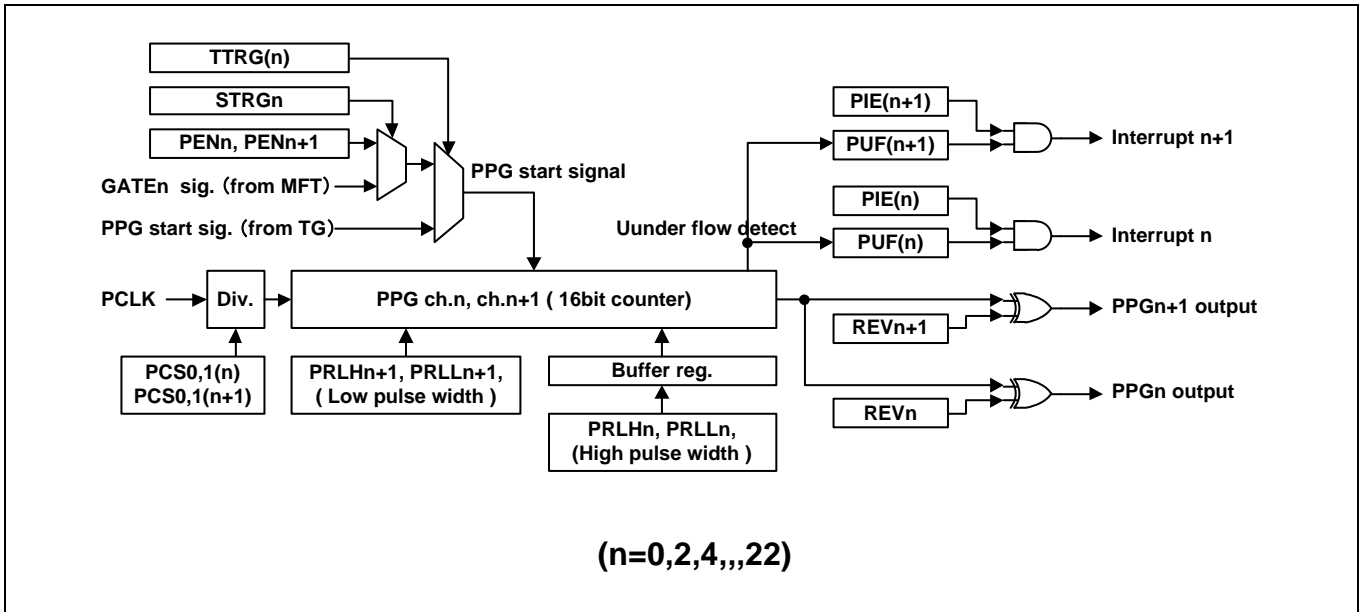 TTRG(n)
STRGn
PENn, PENn+1
GATEn sig. (from MFT)
PPG start sig. (from TG)
PPG start signal
PIE(n+1)
PUF(n+1)
Interrupt n+1
PIE(n)
Uunder flow detect
PUF(n)
Interrupt n
PCLK
Div.
PPG ch.n, ch.n+1 ( 16bit counter)
PPGn+1 output
REVn+1
PCS0,1(n)
PCS0,1(n+1)
PRLHn+1, PRLLn+1,
( Low pulse width )
Buffer reg.
PPGn output
REVn
PRLHn, PRLLn,
(High pulse width )
(n=0,2,4,,,22)